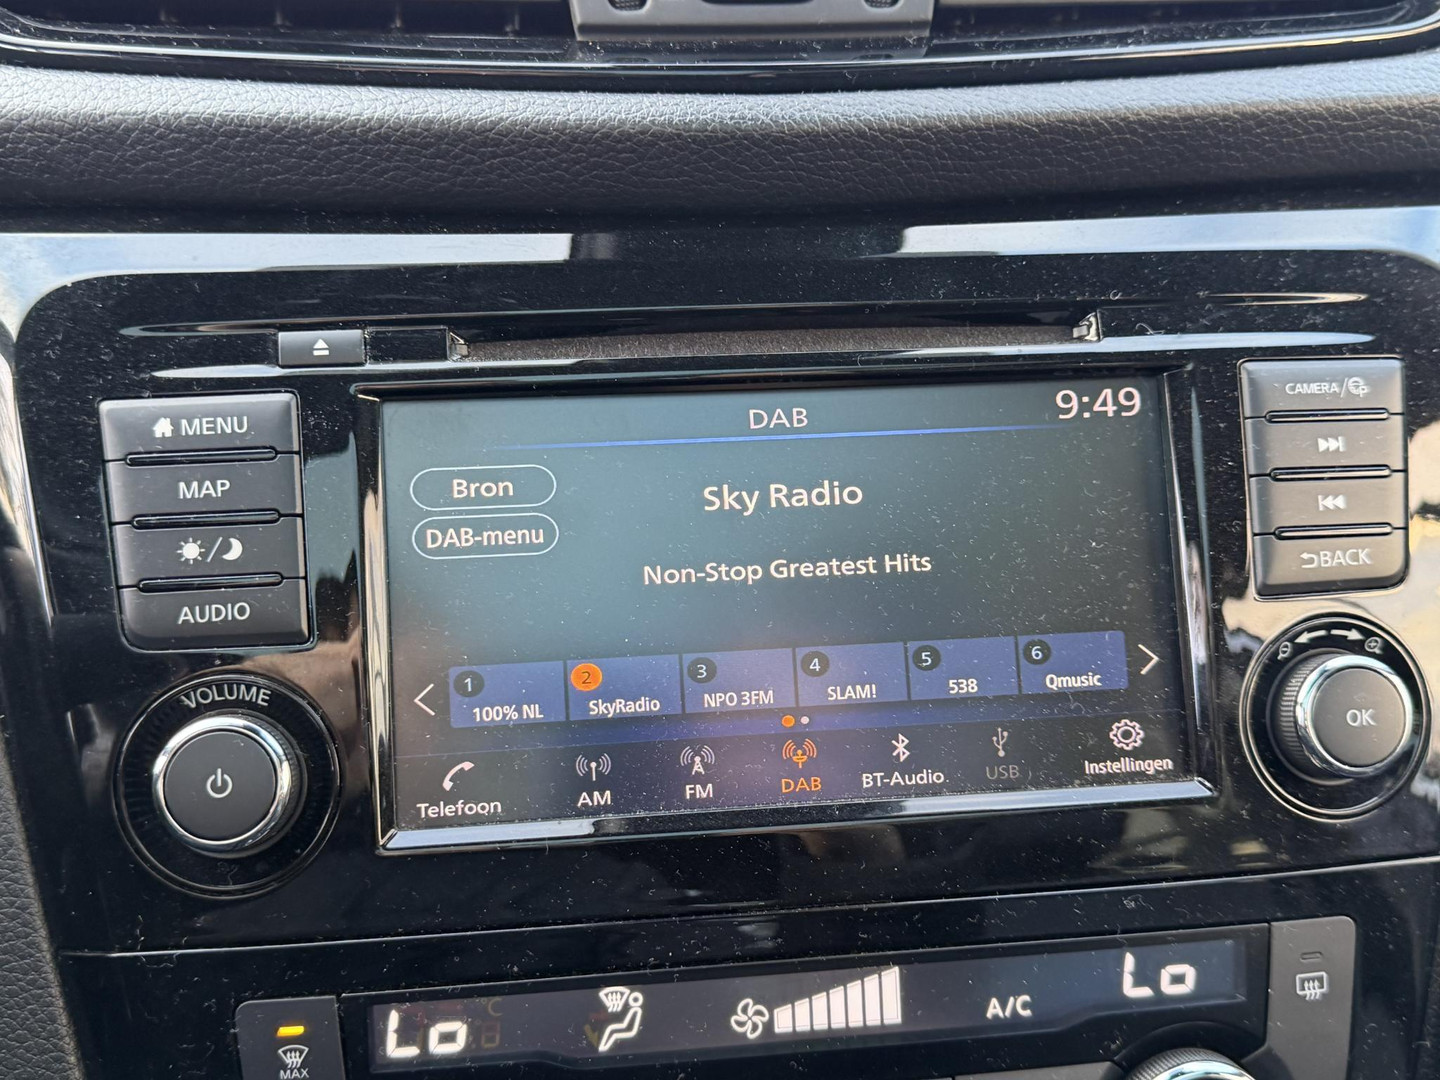 DAB
9:49
CAMERA/
MENU
MAP
AUDIO
VOLUME
BACK
OK
Bron
DAB-menu
Sky Radio
Non-Stop Greatest Hits
1
100% NL
2
SkyRadio
3
NPO 3FM
4
SLAM!
5
538
6
Qmusic
Telefoon
AM
FM
DAB
BT-Audio
USB
Instellingen
Lo
A/C
Lo
MAX